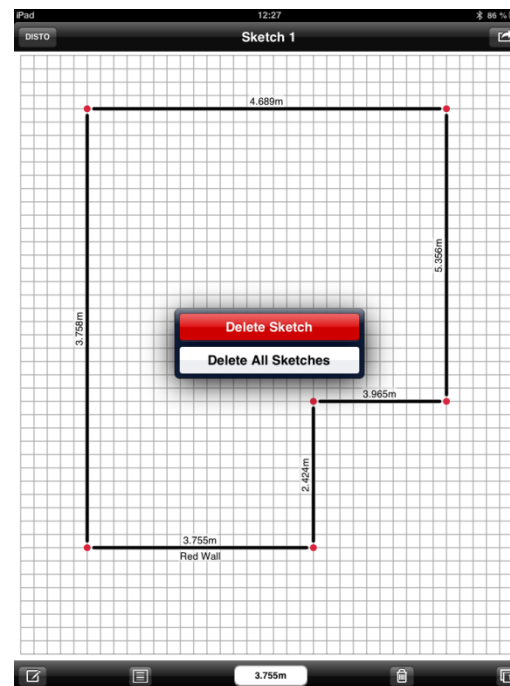 iPad 12:27 86 %
DISTO Sketch 1
4.689m
5.356m
3.758m
Delete Sketch
Delete All Sketches
3.965m
2.424m
3.755m
Red Wall
3.755m